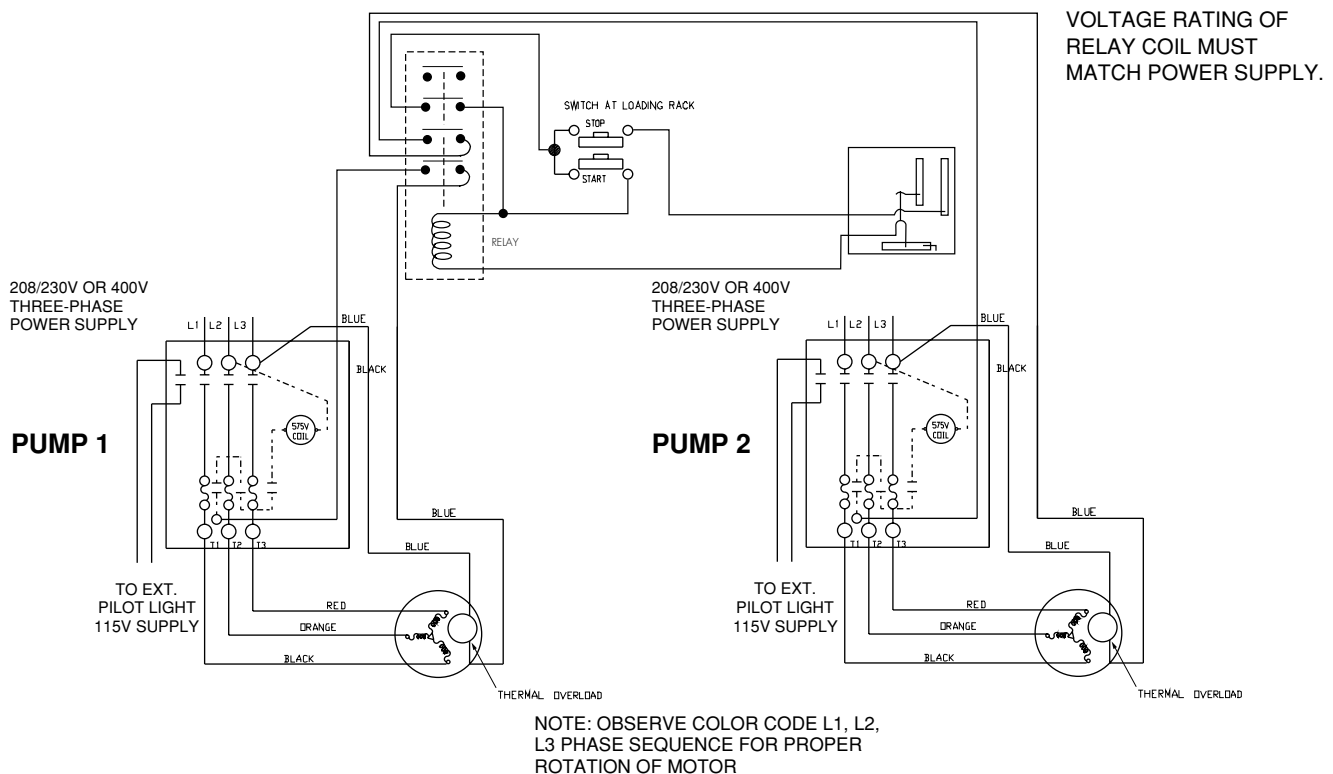 VOLTAGE RATING OF
RELAY COIL MUST
MATCH POWER SUPPLY.
SWITCH AT LOADING RACK
STOP
START
RELAY
208/230V OR 400V
THREE-PHASE
POWER SUPPLY
L1 L2 L3
BLUE
BLACK
575V
COIL
PUMP 1
BLUE
T1 T2 T3
BLUE
TO EXT.
PILOT LIGHT
115V SUPPLY
RED
ORANGE
BLACK
THERMAL OVERLOAD
208/230V OR 400V
THREE-PHASE
POWER SUPPLY
L1 L2 L3
BLUE
BLACK
575V
COIL
PUMP 2
BLUE
T1 T2 T3
BLUE
TO EXT.
PILOT LIGHT
115V SUPPLY
RED
ORANGE
BLACK
THERMAL OVERLOAD
NOTE: OBSERVE COLOR CODE L1, L2,
L3 PHASE SEQUENCE FOR PROPER
ROTATION OF MOTOR